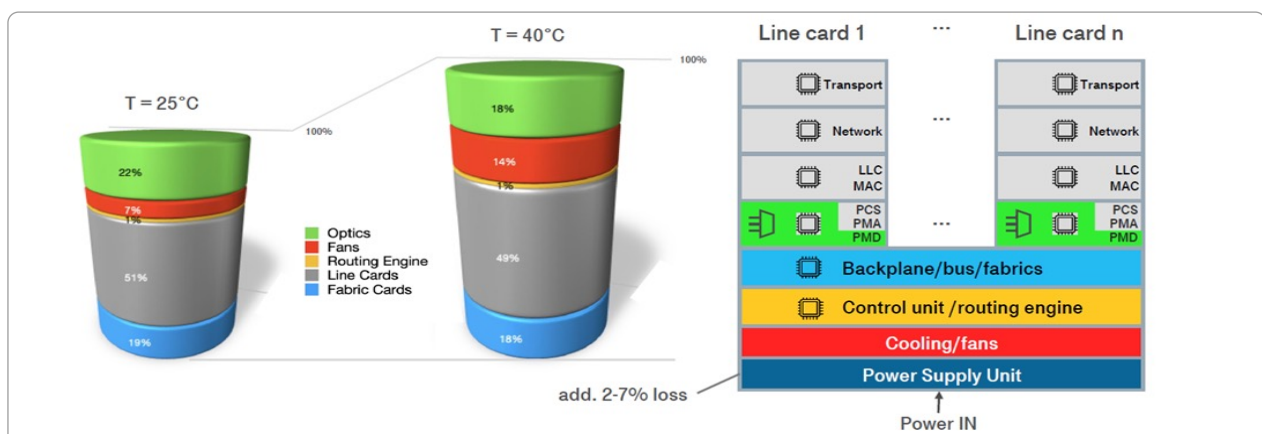 T = 25°C
100%
22%
7%
1%
51%
19%
T = 40°C
100%
18%
14%
1%
49%
18%
Optics
Fans
Routing Engine
Line Cards
Fabric Cards
Line card 1
...
Line card n
Transport
...
Transport
Network
Network
LLC
MAC
LLC
MAC
PCS
PMA
PMD
...
PCS
PMA
PMD
Backplane/bus/fabrics
Control unit /routing engine
Cooling/fans
Power Supply Unit
add. 2-7% loss
Power IN